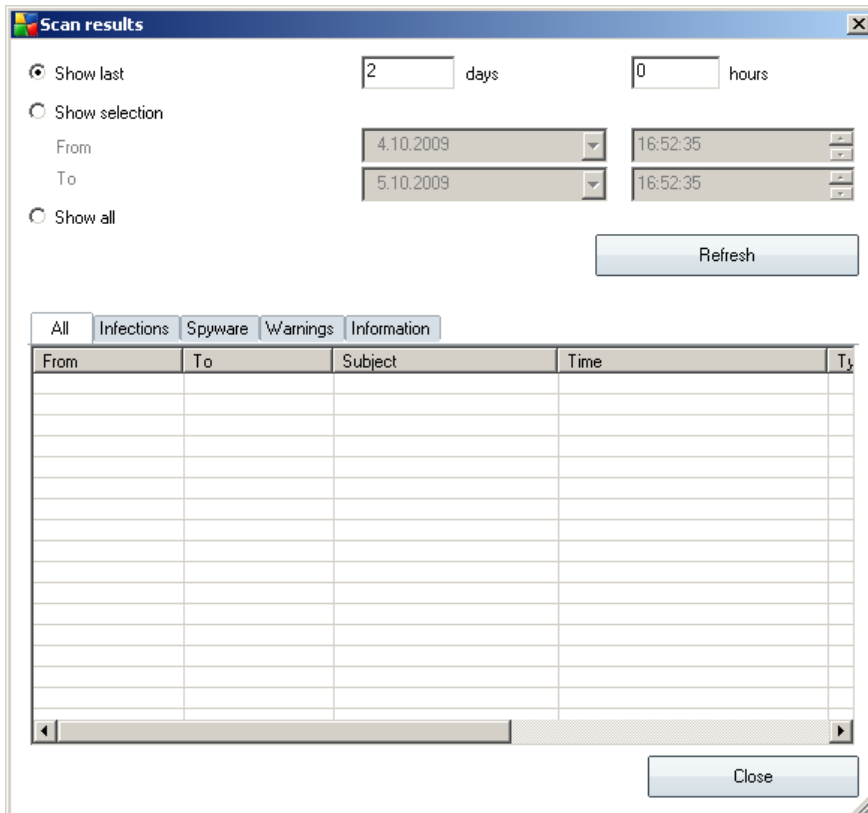 Scan results
Show last 2 days 0 hours
Show selection
From 4.10.2009 16:52:35
To 5.10.2009 16:52:35
Show all
Refresh
All Infections Spyware Warnings Information
From To Subject Time Ty
Close